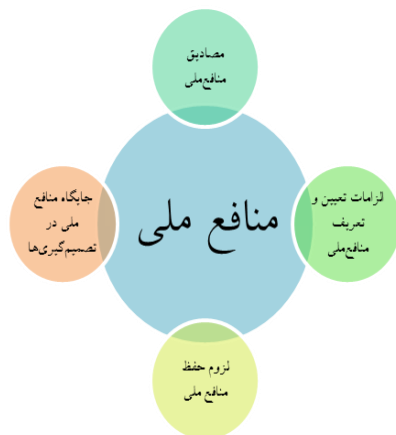 مصادیق
منافع‌ملی
الزامات تعیین و
تعریف
منافع‌ملی
منافع ملی
جایگاه منافع
ملی در
تصمیم‌گیری‌ها
لزوم حفظ
منافع ملی